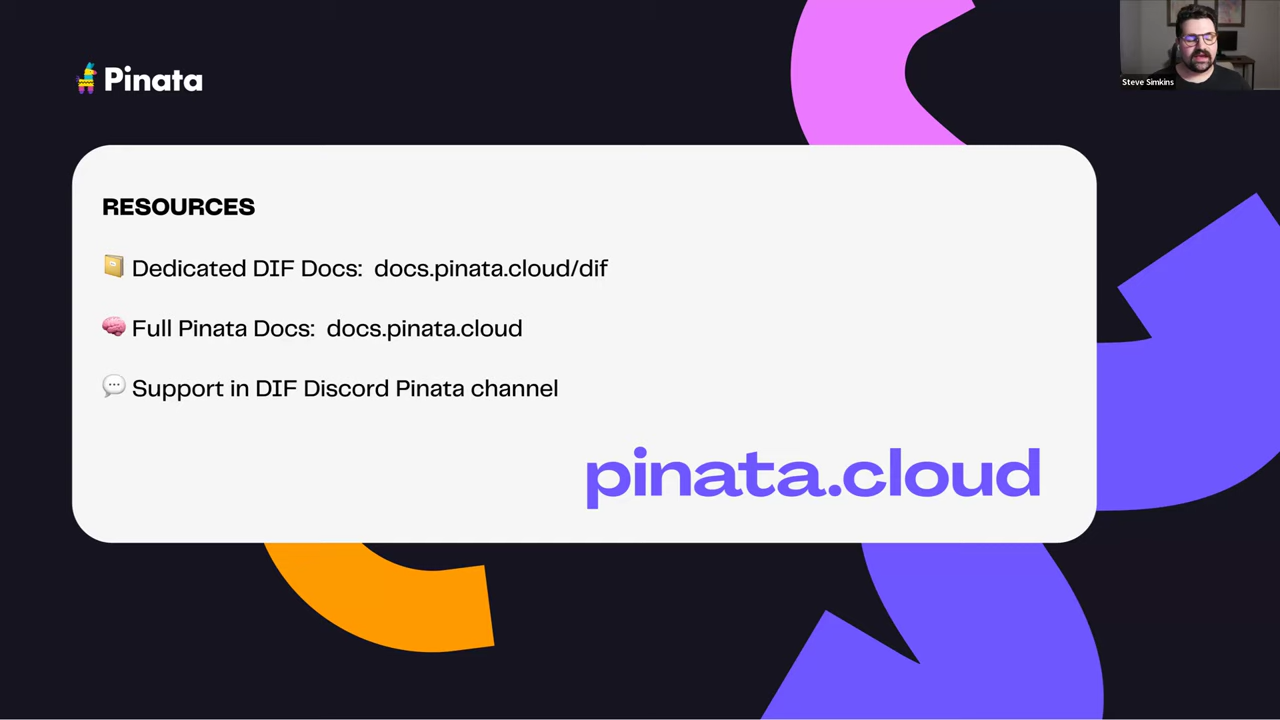 Pinata
Steve Simkins
RESOURCES
Dedicated DIF Docs: docs.pinata.cloud/dif
Full Pinata Docs: docs.pinata.cloud
Support in DIF Discord Pinata channel
pinata.cloud